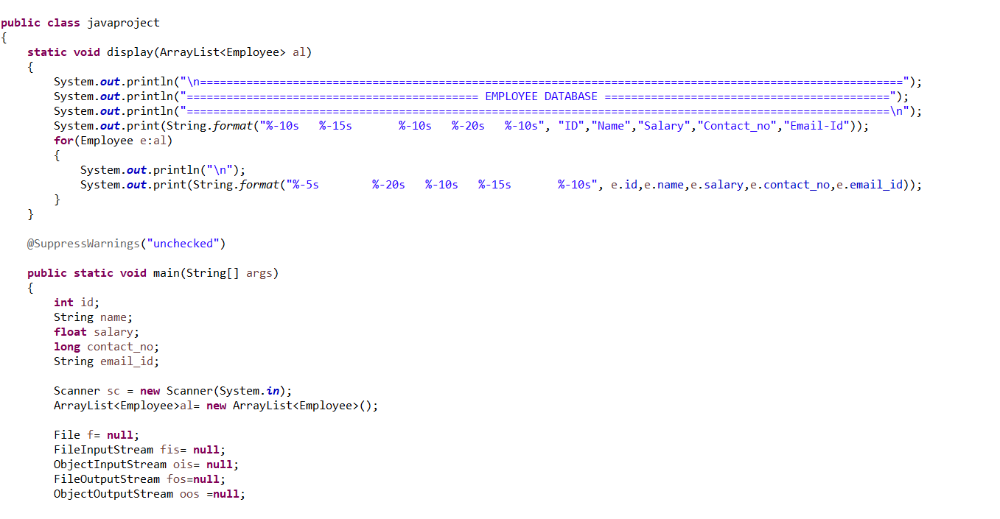 public class javaproject
{
    static void display(ArrayList<Employee> al)
    {
        System.out.println("\n==========================================================================================================");
        System.out.println("============================================ EMPLOYEE DATABASE ===========================================");
        System.out.println("==========================================================================================================\n");
        System.out.print(String.format("%-10s   %-15s       %-10s   %-20s   %-10s", "ID","Name","Salary","Contact_no","Email-Id"));
        for(Employee e:al)
        {
            System.out.println("\n");
            System.out.print(String.format("%-5s        %-20s   %-10s   %-15s       %-10s", e.id,e.name,e.salary,e.contact_no,e.email_id));
        }
    }
    @SuppressWarnings("unchecked")
    public static void main(String[] args)
    {
        int id;
        String name;
        float salary;
        long contact_no;
        String email_id;
        Scanner sc = new Scanner(System.in);
        ArrayList<Employee>al= new ArrayList<Employee>();
        File f= null;
        FileInputStream fis= null;
        ObjectInputStream ois= null;
        FileOutputStream fos=null;
        ObjectOutputStream oos =null;